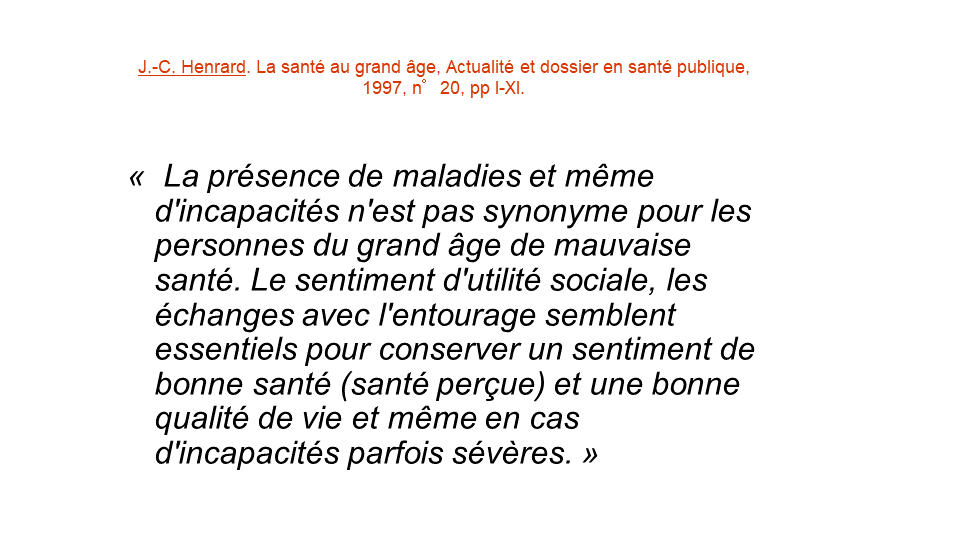 J.-C. Henrard. La santé au grand âge, Actualité et dossier en santé publique,
1997, n° 20, pp I-XI.
« La présence de maladies et même
d'incapacités n'est pas synonyme pour les
personnes du grand âge de mauvaise
santé. Le sentiment d'utilité sociale, les
échanges avec l'entourage semblent
essentiels pour conserver un sentiment de
bonne santé (santé perçue) et une bonne
qualité de vie et même en cas
d'incapacités parfois sévères. »